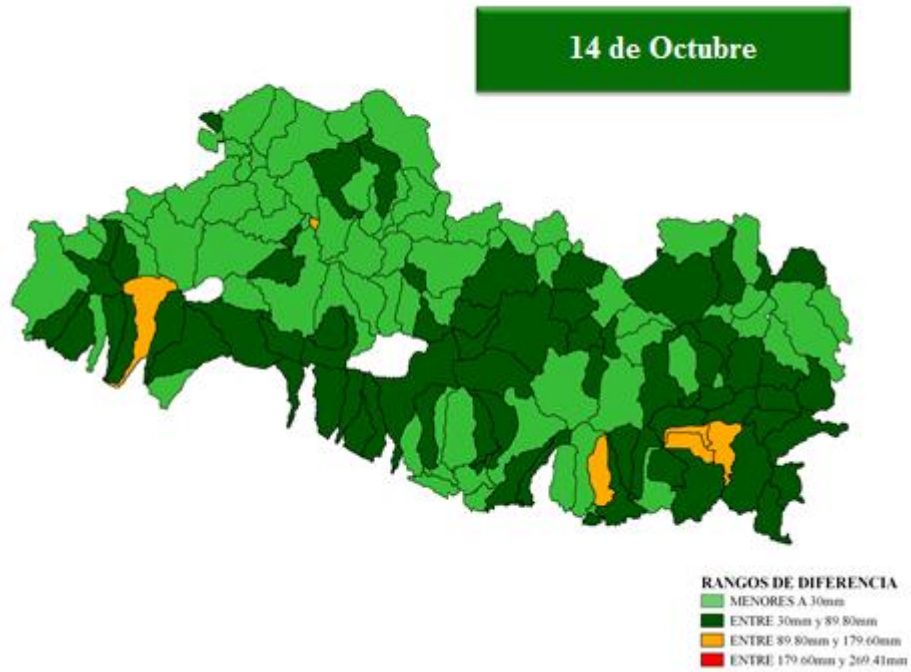 14 de Octubre
RANGOS DE DIFERENCIA
MENORES A 30mm
ENTRE 30mm y 89.80mm
ENTRE 89.80mm y 179.60mm
ENTRE 179.60mm y 269.41mm